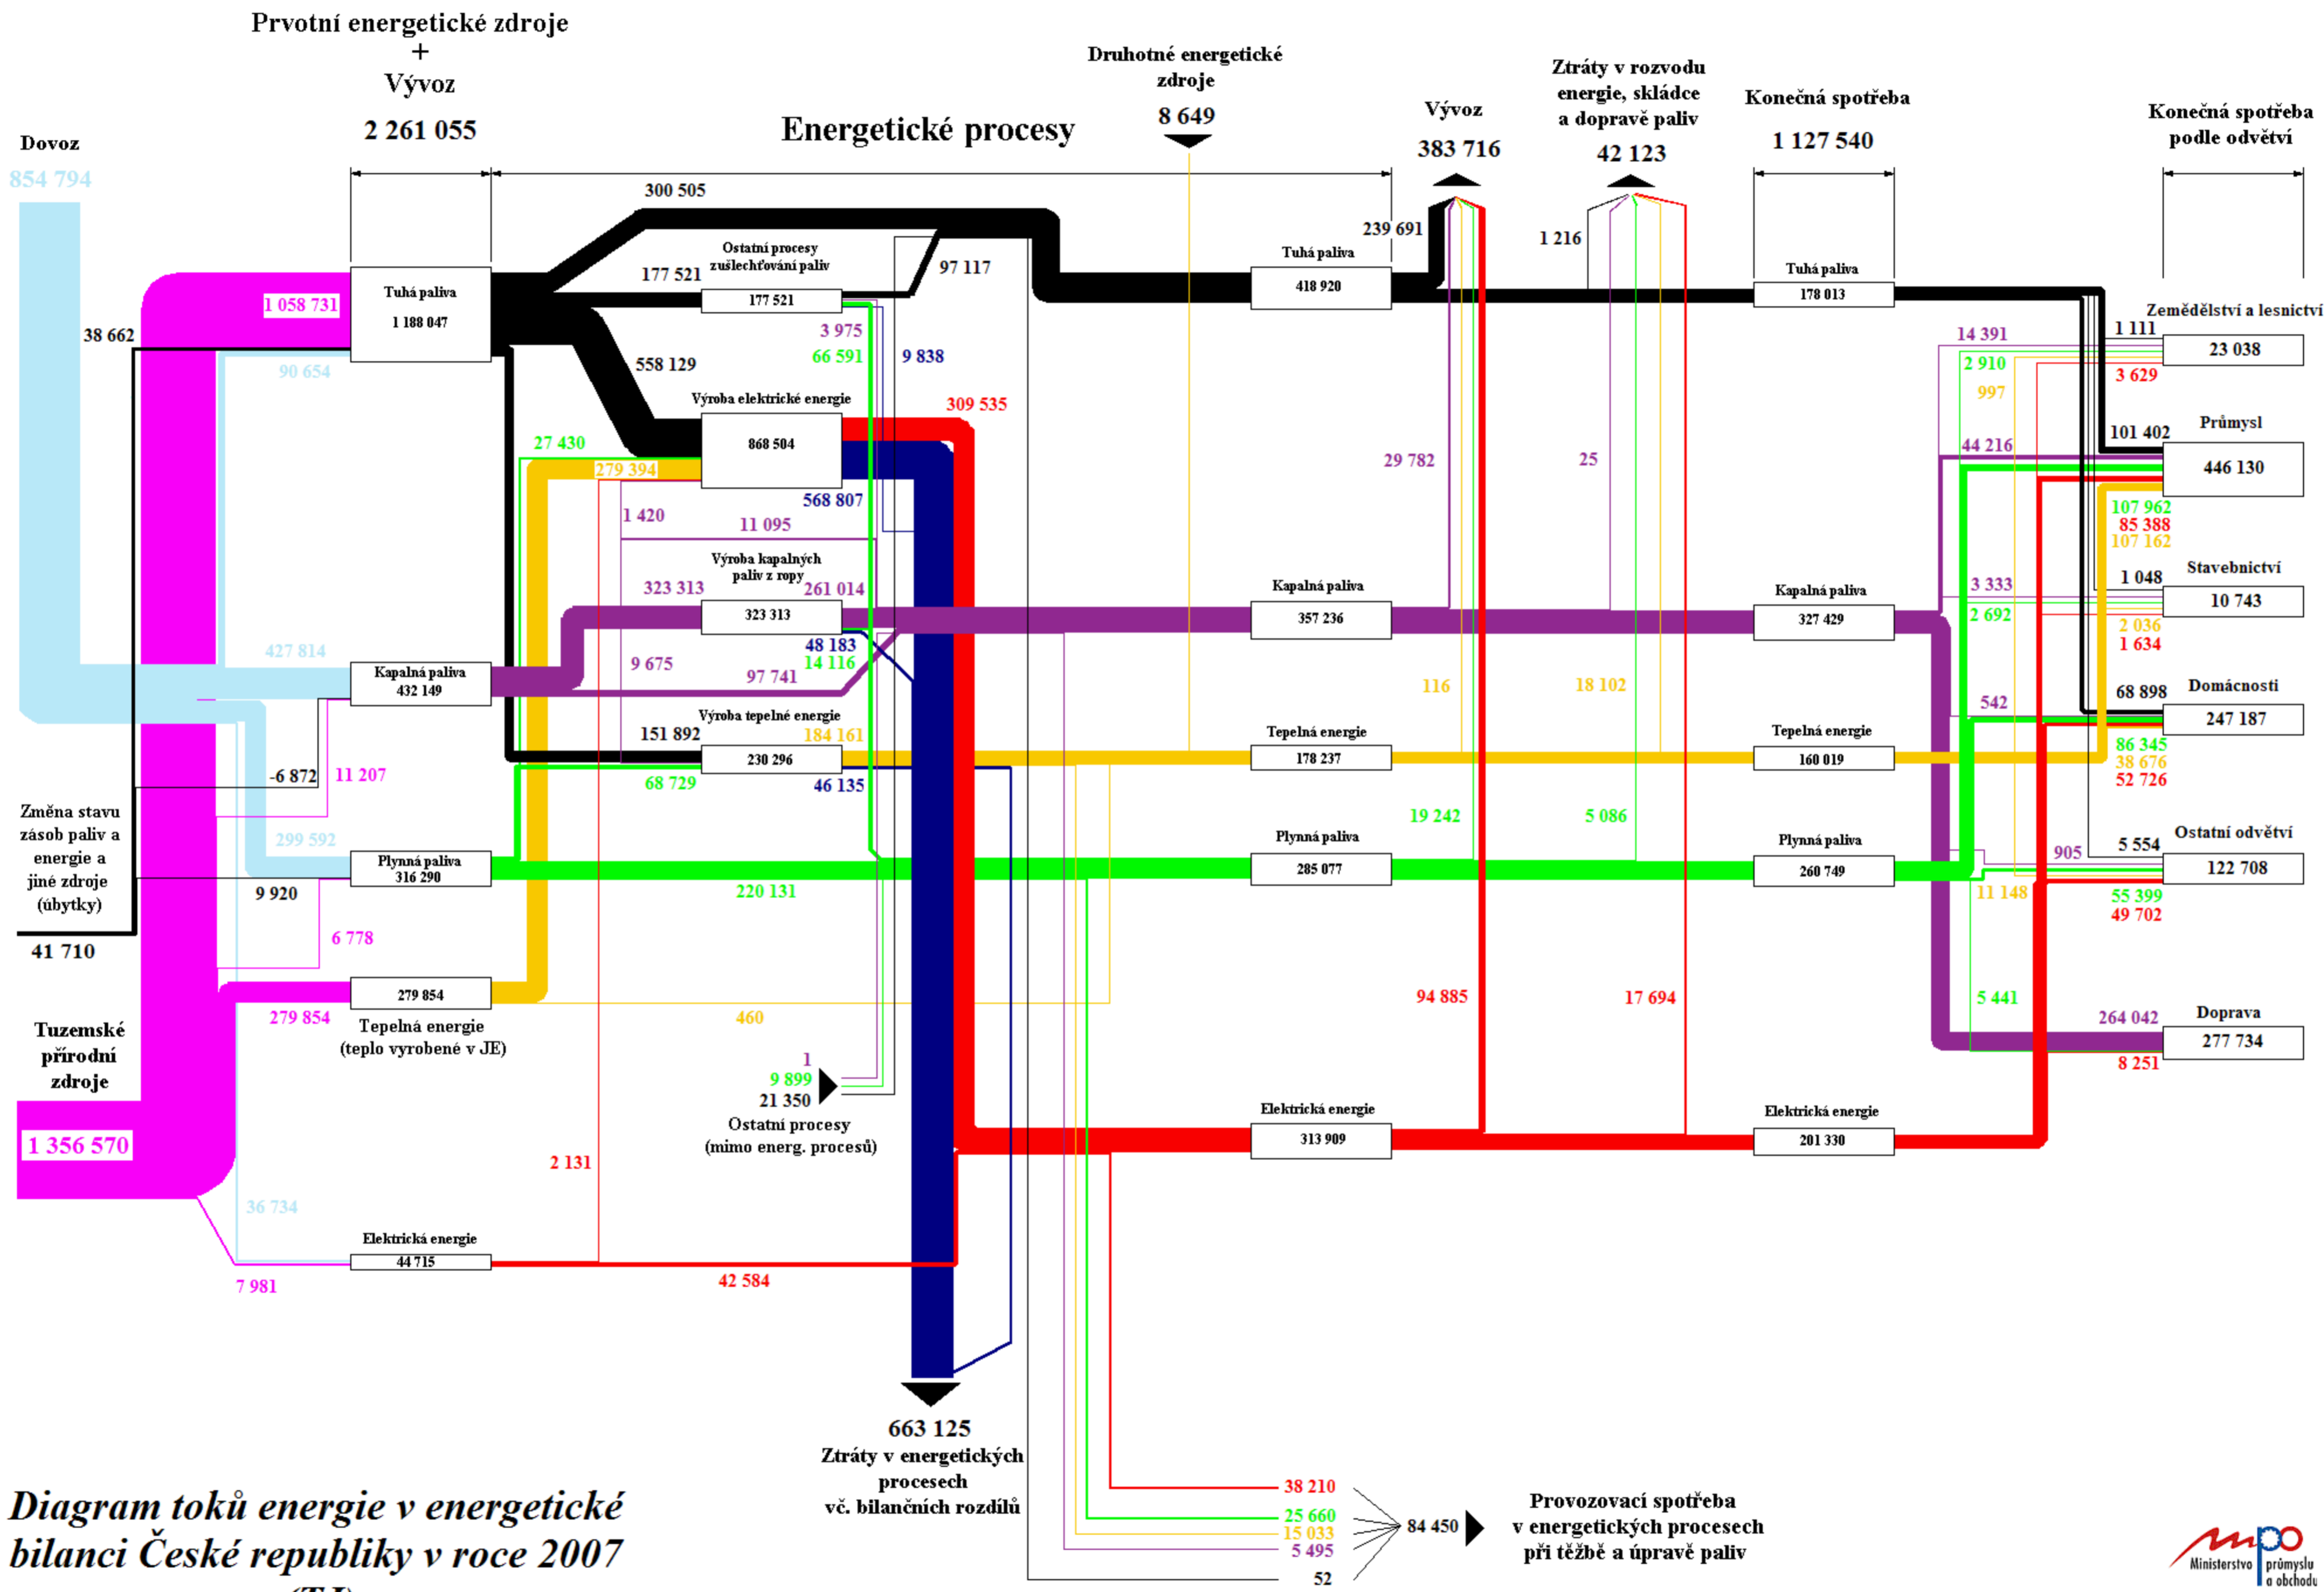 Prvotní energetické zdroje
+
Vývoz
2 261 055
Dovoz
854 794
Energetické procesy
Druhotné energetické
zdroje
8 649
Vývoz
383 716
Ztráty v rozvodu
energie, skládce
a dopravě paliv
42 123
Konečná spotřeba
1 127 540
Konečná spotřeba
podle odvětví
300 505
239 691
1 216
1 058 731
38 662
90 654
Tuhá paliva
1 188 047
177 521
Ostatní procesy
zušlechťování paliv
177 521
97 117
3 975
66 591
9 838
558 129
Výroba elektrické energie
868 504
309 535
27 430
279 394
568 807
1 420
11 095
Výroba kapalných
paliv z ropy
323 313
323 313
261 014
48 183
14 116
9 675
97 741
427 814
Kapalná paliva
432 149
-6 872
11 207
Výroba tepelné energie
151 892
184 161
230 296
68 729
46 135
Změna stavu
zásob paliv a
energie a
jiné zdroje
(úbytky)
41 710
299 592
Plynná paliva
316 290
9 920
6 778
220 131
279 854
279 854
Tepelná energie
(teplo vyrobené v JE)
460
Tuzemské
přírodní
zdroje
1 356 570
1
9 899
21 350
Ostatní procesy
(mimo energ. procesů)
2 131
36 734
Elektrická energie
44 715
7 981
42 584
663 125
Ztráty v energetických
procesech
vč. bilančních rozdílů
Tuhá paliva
418 920
Kapalná paliva
357 236
Tepelná energie
178 237
Plynná paliva
285 077
Elektrická energie
313 909
29 782
25
116
18 102
19 242
5 086
94 885
17 694
Tuhá paliva
178 013
Kapalná paliva
327 429
Tepelná energie
160 019
Plynná paliva
260 749
Elektrická energie
201 330
Zemědělství a lesnictví
1 111
14 391
23 038
2 910
3 629
997
Průmysl
101 402
44 216
446 130
107 962
85 388
107 162
Stavebnictví
1 048
3 333
10 743
2 692
2 036
1 634
Domácnosti
68 898
542
247 187
86 345
38 676
52 726
Ostatní odvětví
5 554
905
122 708
11 148
55 399
49 702
Doprava
5 441
264 042
277 734
8 251
38 210
25 660
15 033
5 495
52
84 450
Provozovací spotřeba
v energetických procesech
při těžbě a úpravě paliv
Diagram toků energie v energetické
bilanci České republiky v roce 2007
(TJ)
mpo
Ministerstvo průmyslu
a obchodu